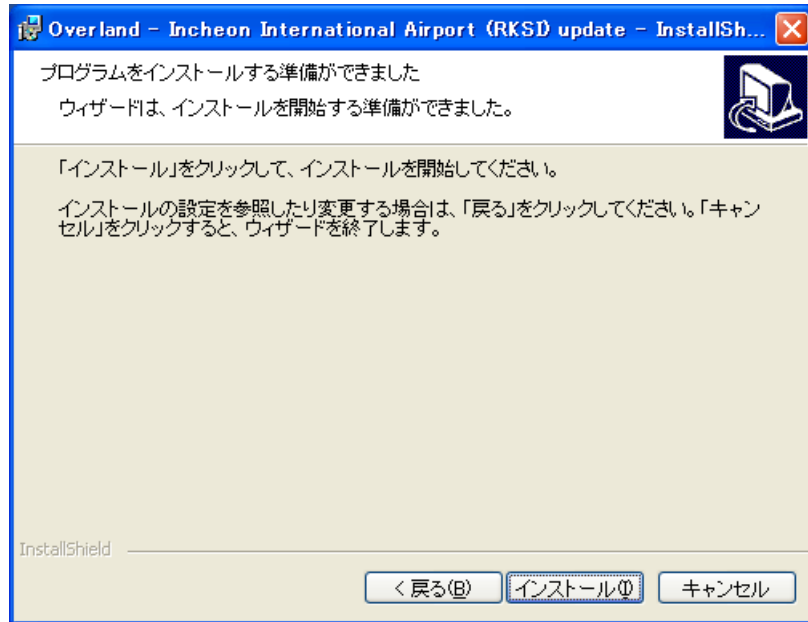 Overland - Incheon International Airport (RKSI) update - InstallSh...
プログラムをインストールする準備ができました
ウィザードは、インストールを開始する準備ができました。
「インストール」をクリックして、インストールを開始してください。
インストールの設定を参照したり変更する場合は、「戻る」をクリックしてください。「キャン
セル」をクリックすると、ウィザードを終了します。
InstallShield
< 戻る(B)
インストール(I)
キャンセル